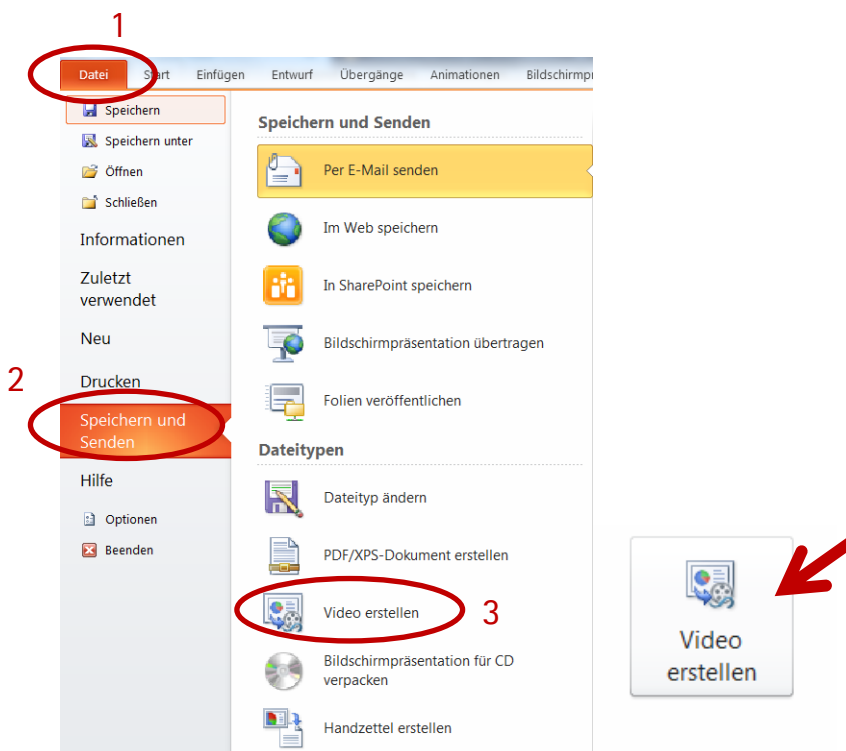 1
Datei Start Einfügen Entwurf Übergänge Animationen
Speichern
Speichern unter
Öffnen
Schließen
Informationen
Zuletzt
verwendet
Neu
Drucken
2
Speichern und
Senden
Hilfe
Optionen
Beenden
Speichern und Senden
Per E-Mail senden
Im Web speichern
In SharePoint speichern
Bildschirmpräsentation übertragen
Folien veröffentlichen
Dateitypen
Dateityp ändern
PDF/XPS-Dokument erstellen
Video erstellen
3
Bildschirmpräsentation für CD
verpacken
Handzettel erstellen
Video
erstellen